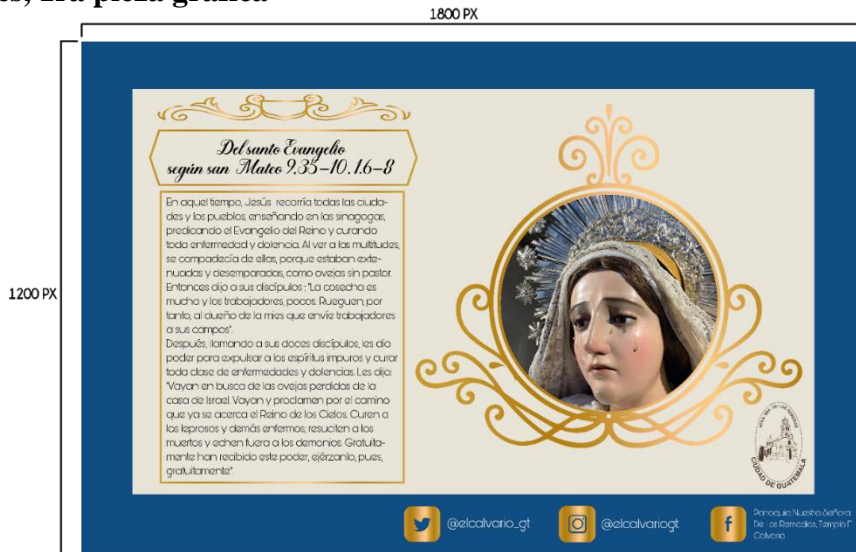 1800 PX
1200 PX
Del santo Evangelio
según san Mateo 9,35–10,1.6–8
En aquel tiempo, Jesús recorría todas las ciuda-
des y los pueblos, enseñando en las sinagogas,
predicando el Evangelio del Reino y curando
toda enfermedad y dolencia. Al ver a las multitudes,
se compadecía de ellas, porque estaban exte-
nuadas y desamparadas, como ovejas sin pastor.
Entonces dijo a sus discípulos : "La cosecha es
mucha y los trabajadores, pocos. Rueguen, por
tanto, al dueño de la mies que envíe trabajadores
a sus campos".
Después, llamando a sus doce discípulos, les dio
poder para expulsar a los espíritus impuros y curar
toda clase de enfermedades y dolencias. Les dijo:
"Vayan en busca de las ovejas perdidas de la
casa de Israel. Vayan y proclamen por el camino
que ya se acerca el Reino de los Cielos. Curen a
los leprosos y demás enfermos; resuciten a los
muertos y echen fuera a los demonios. Gratuita-
mente han recibido este poder; ejérzanlo, pues,
gratuitamente".
CIUDAD DE GUATEMALA
@elcalvario_gt
@elcalvariogt
Parroquia Nuestra Señora
De Los Remedios, Templo
Calvario